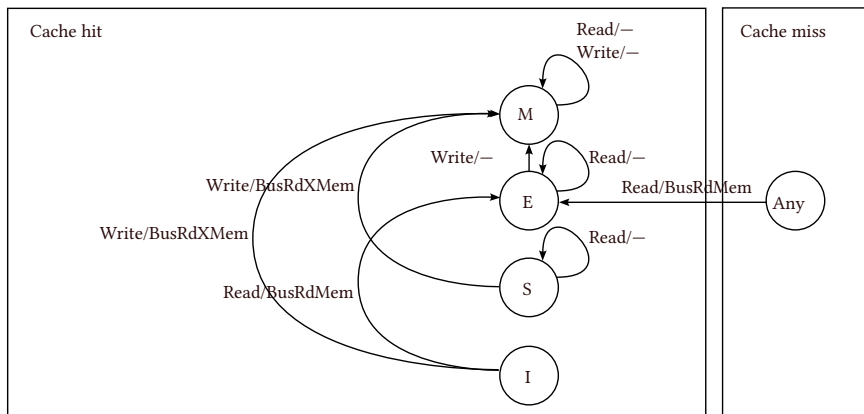 Cache hit
Cache miss
Read/—
Write/—
M
Write/—
Read/—
Write/BusRdXMem
Read/BusRdMem
E
Any
Write/BusRdXMem
Read/—
Read/BusRdMem
S
I